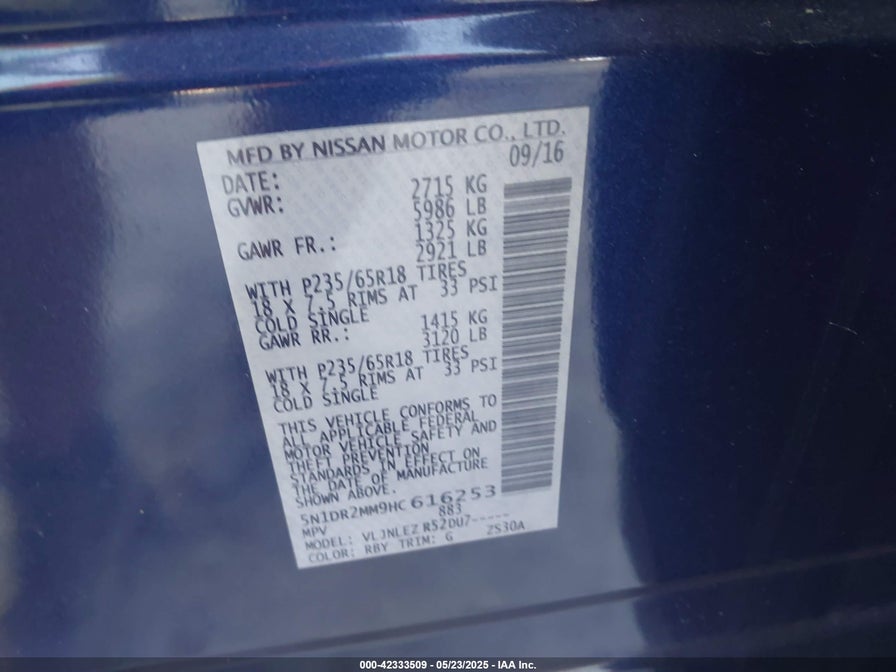 MFD BY NISSAN MOTOR CO., LTD.
DATE: 09/16
GVWR: 2715 KG
5986 LB
1325 KG
GAWR FR.: 2921 LB
WITH P235/65R18 TIRES
18 X 7.5 RIMS AT 33 PSI
COLD SINGLE
1415 KG
GAWR RR.: 3120 LB
WITH P235/65R18 TIRES
18 X 7.5 RIMS AT 33 PSI
COLD SINGLE
THIS VEHICLE CONFORMS TO
ALL APPLICABLE FEDERAL
MOTOR VEHICLE SAFETY AND
THEFT PREVENTION
STANDARDS IN EFFECT ON
THE DATE OF MANUFACTURE
SHOWN ABOVE.
5N1DR2MM9HC616253
MPV 883
MODEL: VLJNLEZ R52DU7-----
COLOR: RBY TRIM: G ZS30A
000-42333509 - 05/23/2025 - IAA Inc.